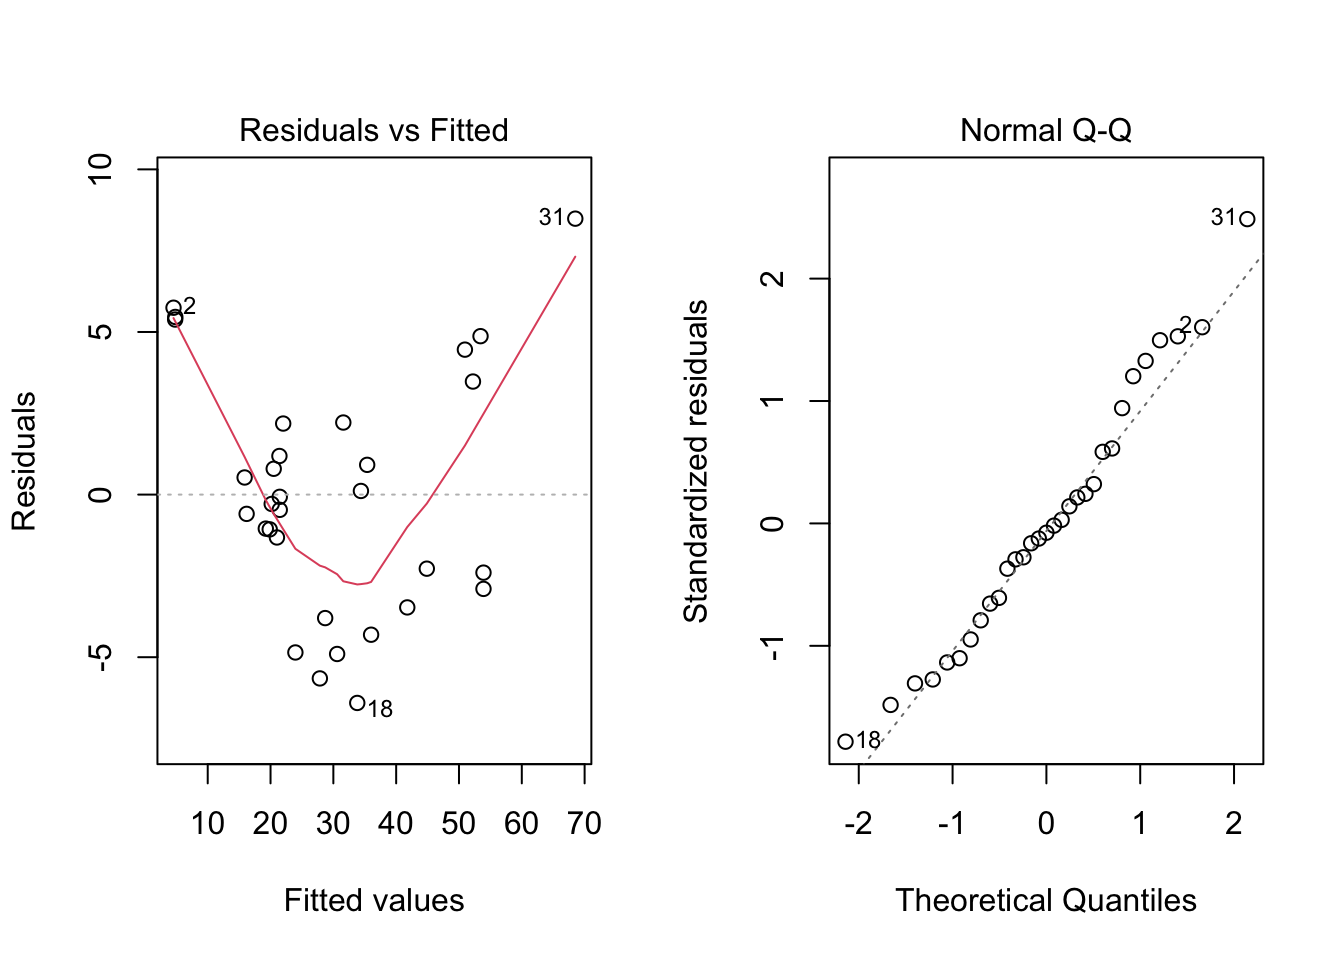 Residuals vs Fitted
10
5
0
-5
Residuals
31
2
18
10 20 30 40 50 60 70
Fitted values
Normal Q-Q
2
1
0
-1
Standardized residuals
31
2
18
-2 -1 0 1 2
Theoretical Quantiles